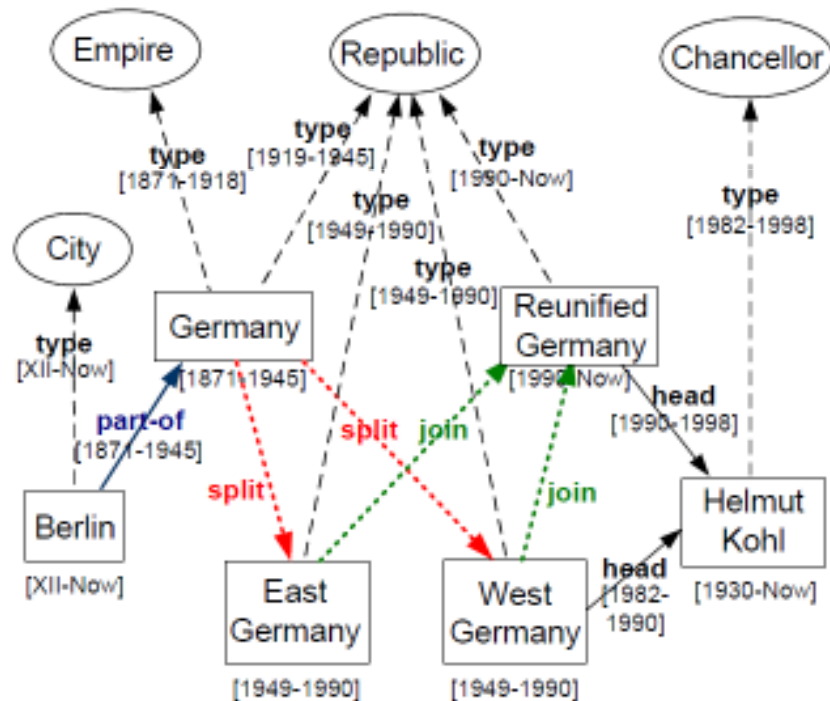 Empire
Republic
Chancellor
type
[1871-1918]
type
[1919-1945]
type
[1990-Now]
type
[1949-1990]
type
[1982-1998]
City
type
[1949-1990]
type
[XII-Now]
Germany
[1871-1945]
Reunified
Germany
[1990-Now]
part-of
[1871-1945]
split
split
join
join
head
[1990-1998]
Berlin
[XII-Now]
East
Germany
[1949-1990]
West
Germany
[1949-1990]
head
[1982-
1990]
Helmut
Kohl
[1930-Now]